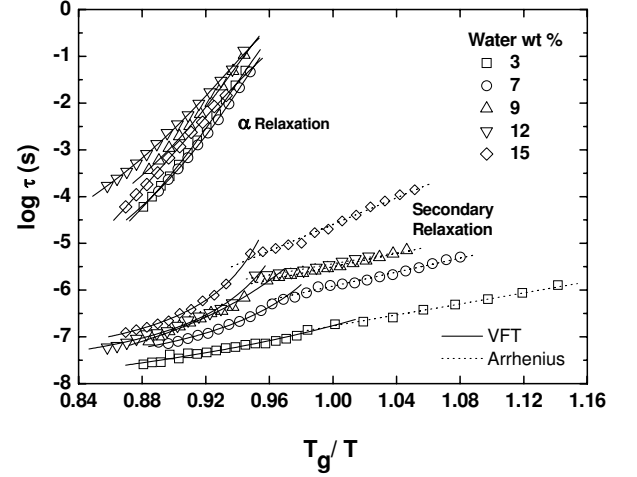 0
-1
-2
-3
-4
-5
-6
-7
-8
log τ (s)
Water wt %
3
7
9
12
15
α Relaxation
Secondary
Relaxation
VFT
Arrhenius
0.84 0.88 0.92 0.96 1.00 1.04 1.08 1.12 1.16
Tg/ T